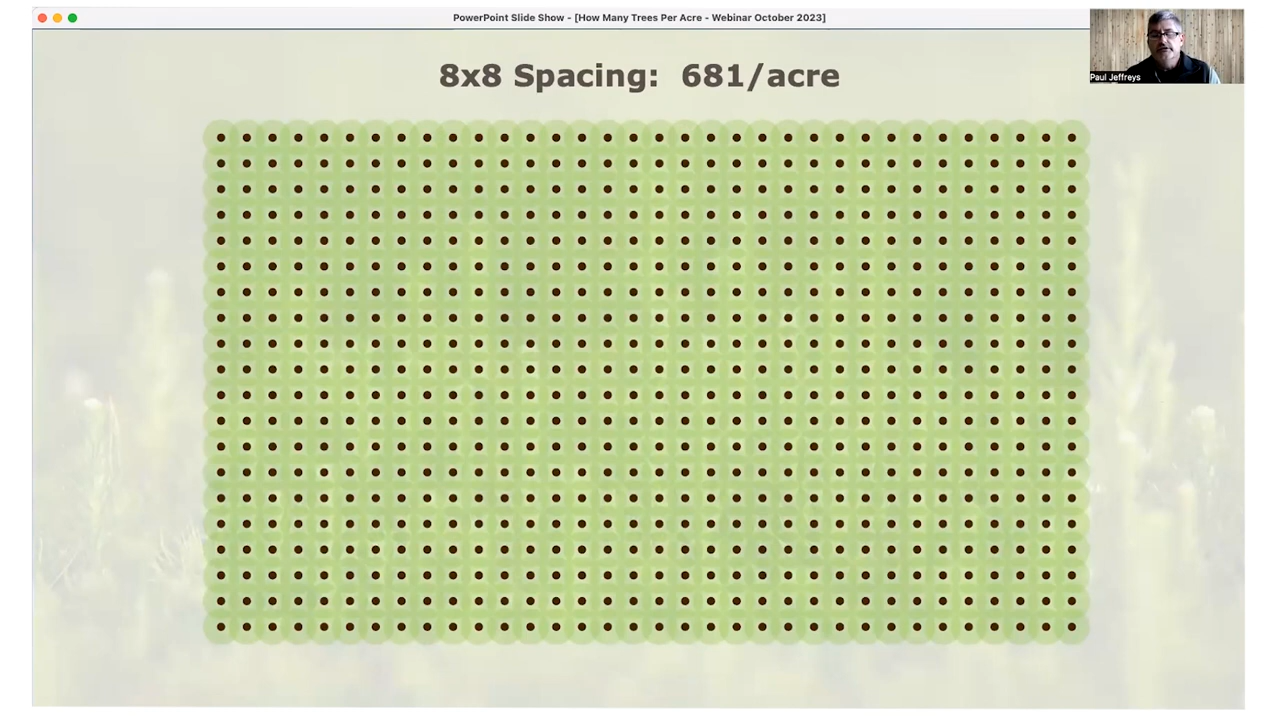 PowerPoint Slide Show - [How Many Trees Per Acre - Webinar October 2023]
8x8 Spacing: 681/acre
Paul Jeffreys